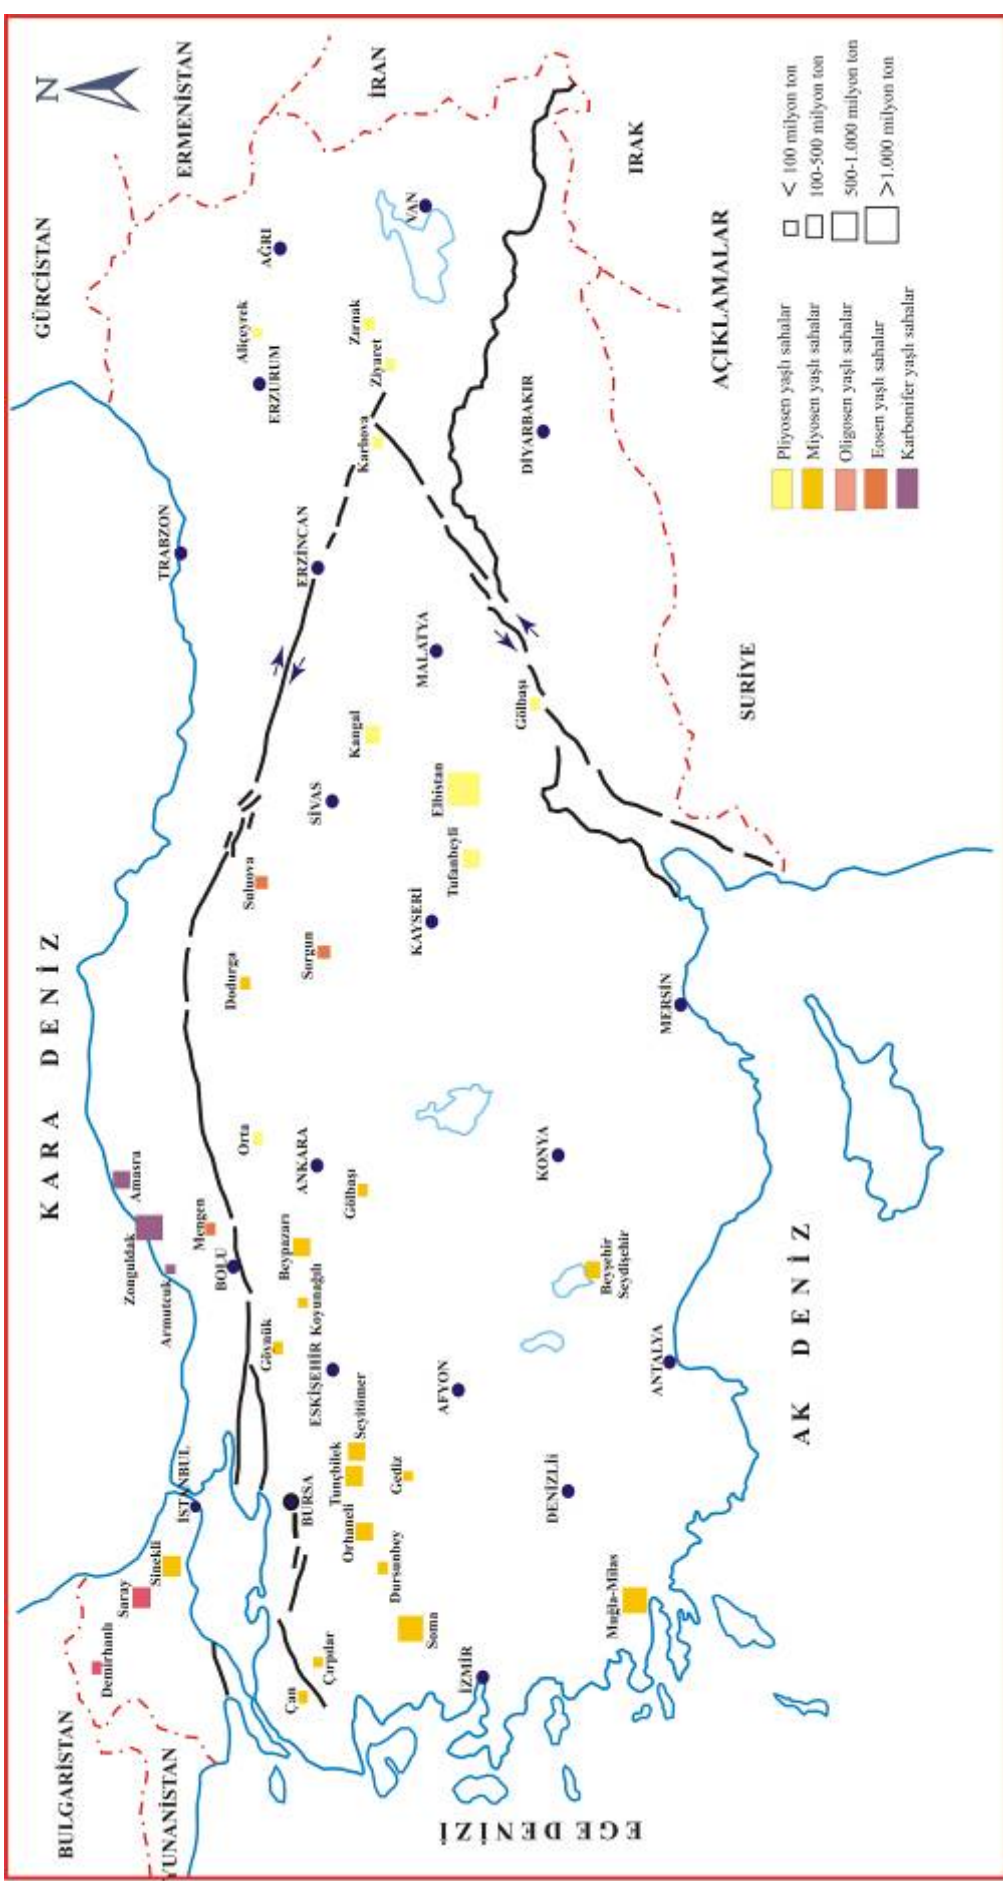 N
GÜRCİSTAN
ERMENİSTAN
İRAN
IRAK
SURİYE
BULGARİSTAN
YUNANİSTAN
KARA DENİZ
AK DENİZ
EGE DENİZİ
Demirhanlı
Saray
Sinekli
İSTANBUL
Çan
Çırpılar
BURSA
Orhaneli
Dursunbey
Soma
Tunçbilek
Seyitömer
Gediz
İZMİR
Muğla-Milas
DENİZLİ
AFYON
ESKİŞEHİR
Göynük
Koyunağılı
Beypazarı
BOLU
Mengen
Armutcuk
Zonguldak
Amasra
Orta
ANKARA
Gölbaşı
KONYA
Beyşehir
Seydişehir
ANTALYA
MERSİN
Dodurga
Sorgun
Suluova
KAYSERİ
SİVAS
Tufanbeyli
Elbistan
Kangal
Gölbaşı
MALATYA
ERZİNCAN
TRABZON
Karlıova
DİYARBAKIR
ERZURUM
Aliçeyrek
Ziyaret
Zırnak
AĞRI
VAN
AÇIKLAMALAR
Pliyosen yaşlı sahalar
Miyosen yaşlı sahalar
Oligosen yaşlı sahalar
Eosen yaşlı sahalar
Karbonifer yaşlı sahalar
< 100 milyon ton
100-500 milyon ton
500-1.000 milyon ton
>1.000 milyon ton